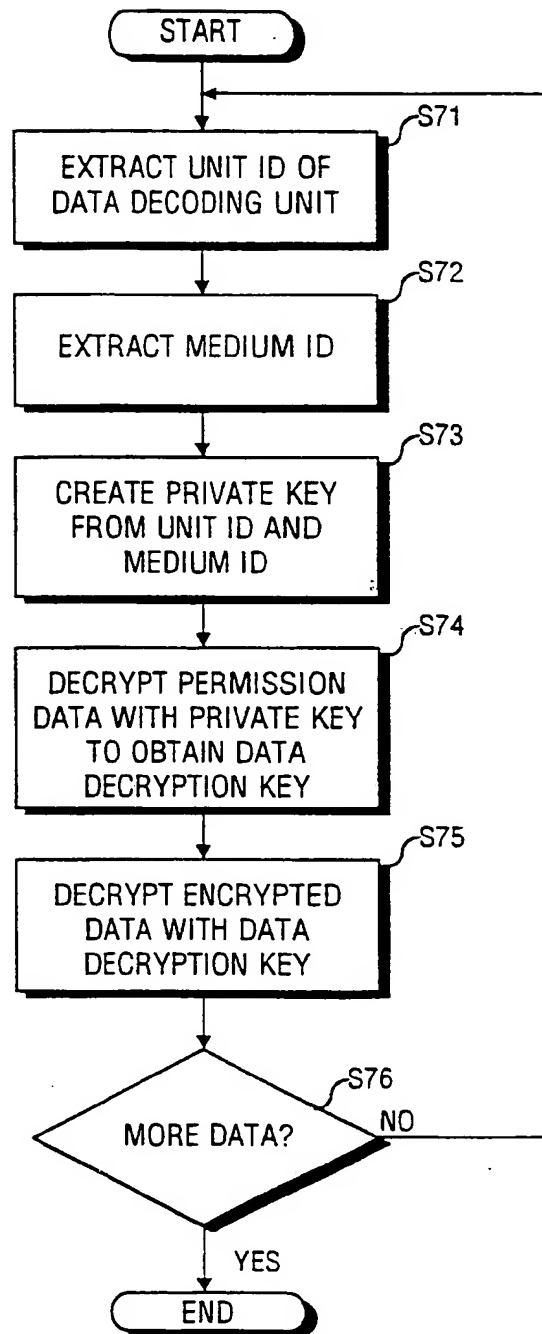 START
S71
EXTRACT UNIT ID OF
DATA DECODING UNIT
S72
EXTRACT MEDIUM ID
S73
CREATE PRIVATE KEY
FROM UNIT ID AND
MEDIUM ID
S74
DECRYPT PERMISSION
DATA WITH PRIVATE KEY
TO OBTAIN DATA
DECRYPTION KEY
S75
DECRYPT ENCRYPTED
DATA WITH DATA
DECRYPTION KEY
S76
MORE DATA?
NO
YES
END